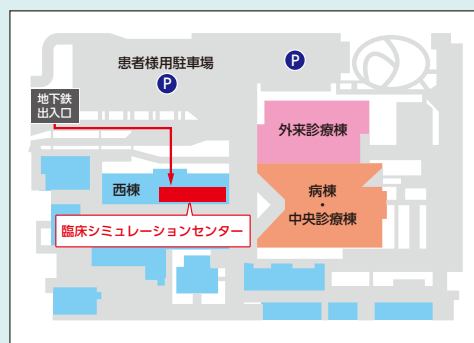 患者様用駐車場
P
P
地下鉄
出入口
外来診療棟
西棟
病棟
・
中央診療棟
臨床シミュレーションセンター